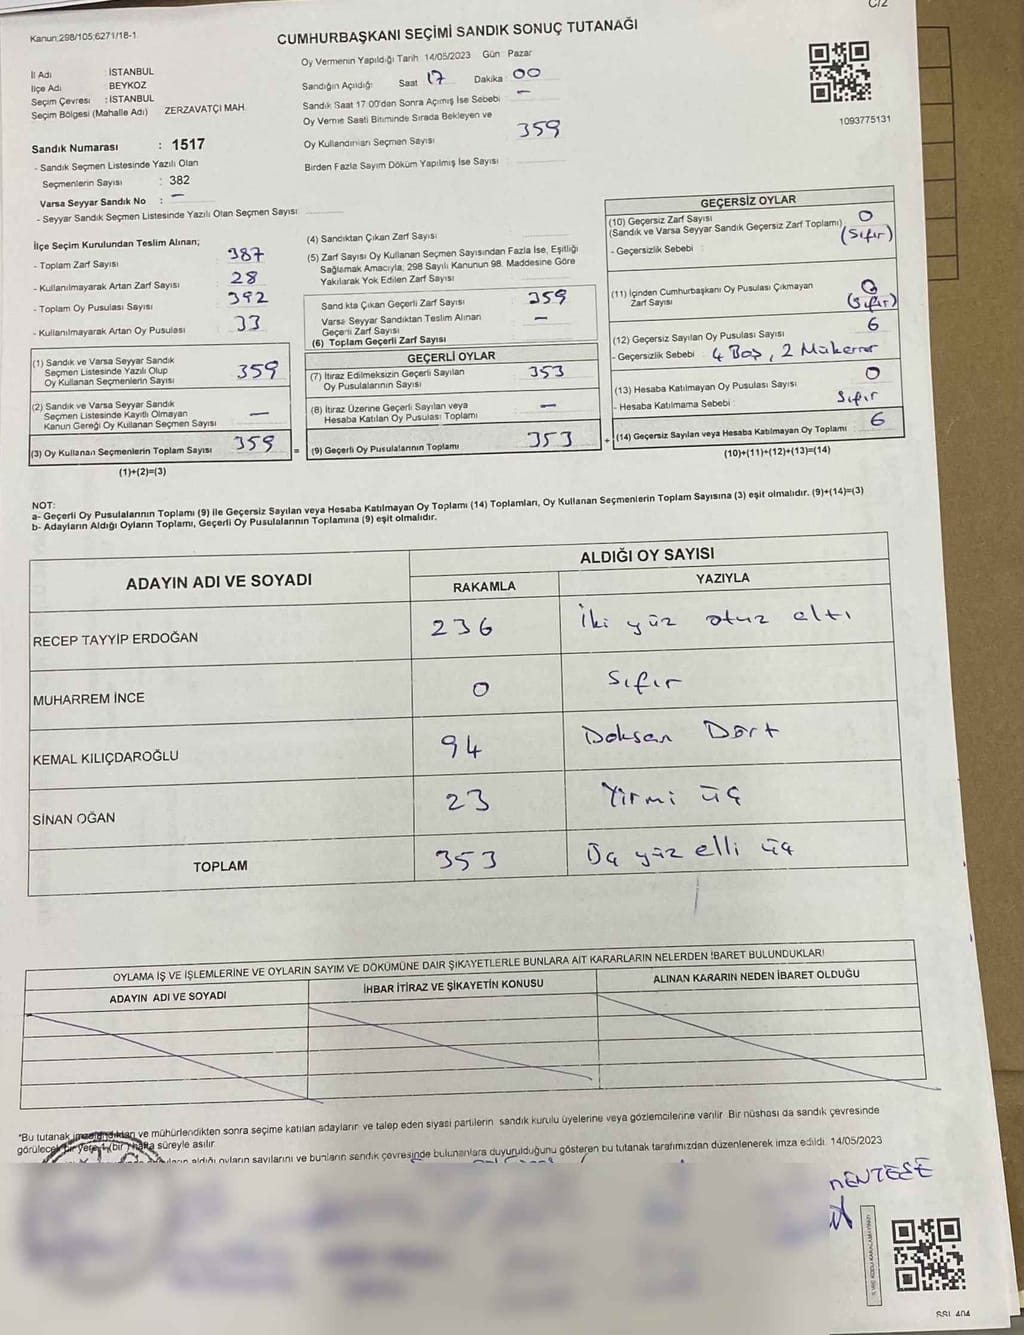 C/2
Kanun:298/105;6271/18-1
CUMHURBAŞKANI SEÇİMİ SANDIK SONUÇ TUTANAĞI
İl Adı : İSTANBUL
İlçe Adı : BEYKOZ
Seçim Çevresi : İSTANBUL
Seçim Bölgesi (Mahalle Adı) ZERZAVATÇI MAH.
Sandık Numarası : 1517
- Sandık Seçmen Listesinde Yazılı Olan
Seçmenlerin Sayısı : 382
Varsa Seyyar Sandık No : –
- Seyyar Sandık Seçmen Listesinde Yazılı Olan Seçmen Sayısı:
Oy Vermenin Yapıldığı Tarih :14/05/2023 Gün : Pazar
Sandığın Açıldığı: Saat : 17 Dakika : 00
Sandık Saat 17:00'dan Sonra Açılmış İse Sebebi : –
Oy Verme Saati Bitiminde Sırada Bekleyen ve
Oy Kullandırılan Seçmen Sayısı : 359
Birden Fazla Sayım Döküm Yapılmış İse Sayısı :
1093775131
İlçe Seçim Kurulundan Teslim Alınan;
- Toplam Zarf Sayısı : 387
- Kullanılmayarak Artan Zarf Sayısı : 28
- Toplam Oy Pusulası Sayısı : 392
- Kullanılmayarak Artan Oy Pusulası : 33
(1) Sandık ve Varsa Seyyar Sandık
Seçmen Listesinde Yazılı Olup
Oy Kullanan Seçmenlerin Sayısı : 359
(2) Sandık ve Varsa Seyyar Sandık
Seçmen Listesinde Kayıtlı Olmayan
Kanun Gereği Oy Kullanan Seçmen Sayısı : –
(3) Oy Kullanan Seçmenlerin Toplam Sayısı : 359
(1)+(2)=(3)
(4) Sandıktan Çıkan Zarf Sayısı :
(5) Zarf Sayısı Oy Kullanan Seçmen Sayısından Fazla İse, Eşitliği
Sağlamak Amacıyla, 298 Sayılı Kanunun 98. Maddesine Göre
Yakılarak Yok Edilen Zarf Sayısı :
Sandıkta Çıkan Geçerli Zarf Sayısı : 359
Varsa Seyyar Sandıktan Teslim Alınan
Geçerli Zarf Sayısı : –
(6) Toplam Geçerli Zarf Sayısı
GEÇERLİ OYLAR
(7) İtiraz Edilmeksizin Geçerli Sayılan
Oy Pusulalarının Sayısı : 353
(8) İtiraz Üzerine Geçerli Sayılan veya
Hesaba Katılan Oy Pusulası Toplamı : –
= (9) Geçerli Oy Pusulalarının Toplamı : 353
GEÇERSİZ OYLAR
(10) Geçersiz Zarf Sayısı : 0
(Sandık ve Varsa Seyyar Sandık Geçersiz Zarf Toplamı) (Sıfır)
- Geçersizlik Sebebi :
(11) İçinden Cumhurbaşkanı Oy Pusulası Çıkmayan
Zarf Sayısı : 0
(Sıfır)
(12) Geçersiz Sayılan Oy Pusulası Sayısı : 6
- Geçersizlik Sebebi : 4 Boş, 2 Mükerrer
(13) Hesaba Katılmayan Oy Pusulası Sayısı : 0
- Hesaba Katılmama Sebebi : Sıfır
+ (14) Geçersiz Sayılan veya Hesaba Katılmayan Oy Toplamı : 6
(10)+(11)+(12)+(13)=(14)
NOT:
a- Geçerli Oy Pusulalarının Toplamı (9) ile Geçersiz Sayılan veya Hesaba Katılmayan Oy Toplamı (14) Toplamları, Oy Kullanan Seçmenlerin Toplam Sayısına (3) eşit olmalıdır. (9)+(14)=(3)
b- Adayların Aldığı Oyların Toplamı, Geçerli Oy Pusulalarının Toplamına (9) eşit olmalıdır.
ADAYIN ADI VE SOYADI ALDIĞI OY SAYISI
RAKAMLA YAZIYLA
RECEP TAYYİP ERDOĞAN 236 İki yüz otuz altı
MUHARREM İNCE 0 Sıfır
KEMAL KILIÇDAROĞLU 94 Doksan Dört
SİNAN OĞAN 23 Yirmi üç
TOPLAM 353 Üç yüz elli üç
OYLAMA İŞ VE İŞLEMLERİNE VE OYLARIN SAYIM VE DÖKÜMÜNE DAİR ŞİKAYETLERLE BUNLARA AİT KARARLARIN NELERDEN İBARET BULUNDUKLARI
ADAYIN ADI VE SOYADI İHBAR İTİRAZ VE ŞİKAYETİN KONUSU ALINAN KARARIN NEDEN İBARET OLDUĞU
*Bu tutanak imzalandıktan ve mühürlendikten sonra seçime katılan adayların ve talep eden siyasi partilerin sandık kurulu üyelerine veya gözlemcilerine verilir. Bir nüshası da sandık çevresinde
görülecek bir yere 1 (bir) hafta süreyle asılır.
aldığı oyların sayılarını ve bunların sandık çevresinde bulunanlara duyurulduğunu gösteren bu tutanak tarafımızdan düzenlenerek imza edildi. 14/05/2023
MENTEŞE
SSL 404